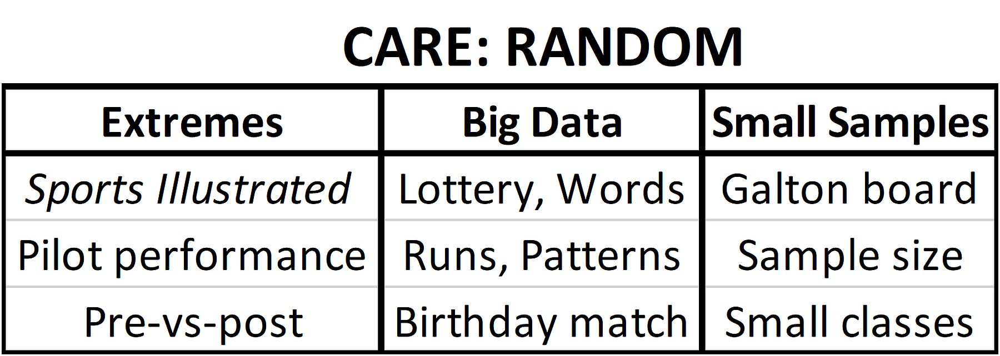 CARE: RANDOM
Extremes Big Data Small Samples
Sports Illustrated Lottery, Words Galton board
Pilot performance Runs, Patterns Sample size
Pre-vs-post Birthday match Small classes